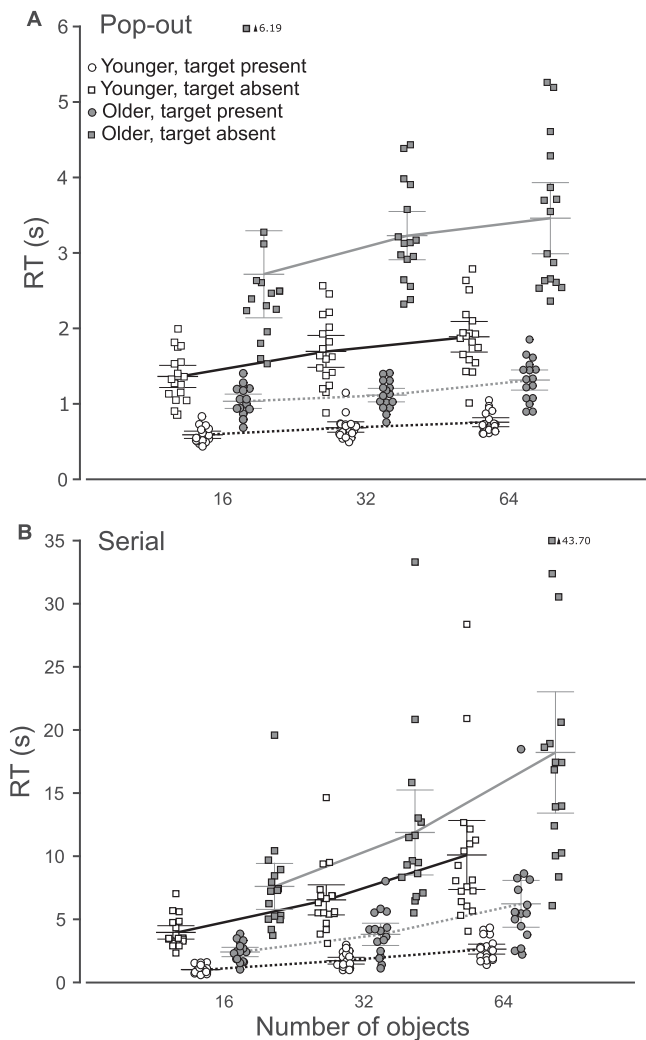 A Pop-out
▲6.19
Younger, target present
Younger, target absent
Older, target present
Older, target absent
RT (s)
6
5
4
3
2
1
0
16 32 64
B Serial
▲43.70
RT (s)
35
30
25
20
15
10
5
0
16 32 64
Number of objects